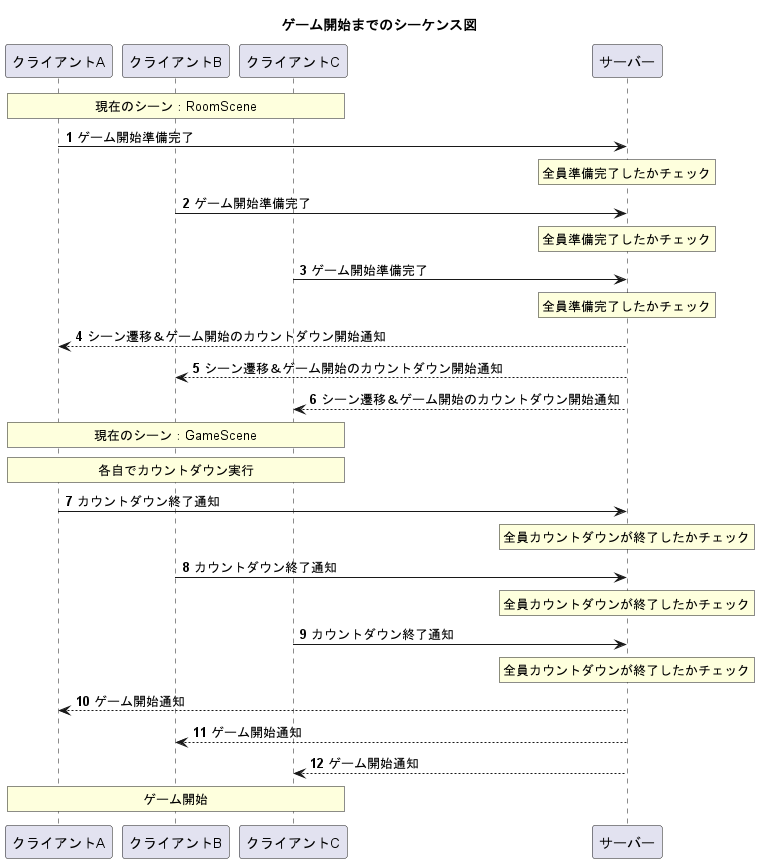 ゲーム開始までのシーケンス図
クライアントA クライアントB クライアントC サーバー
現在のシーン : RoomScene
1 ゲーム開始準備完了
全員準備完了したかチェック
2 ゲーム開始準備完了
全員準備完了したかチェック
3 ゲーム開始準備完了
全員準備完了したかチェック
4 シーン遷移＆ゲーム開始のカウントダウン開始通知
5 シーン遷移＆ゲーム開始のカウントダウン開始通知
6 シーン遷移＆ゲーム開始のカウントダウン開始通知
現在のシーン : GameScene
各自でカウントダウン実行
7 カウントダウン終了通知
全員カウントダウンが終了したかチェック
8 カウントダウン終了通知
全員カウントダウンが終了したかチェック
9 カウントダウン終了通知
全員カウントダウンが終了したかチェック
10 ゲーム開始通知
11 ゲーム開始通知
12 ゲーム開始通知
ゲーム開始
クライアントA クライアントB クライアントC サーバー